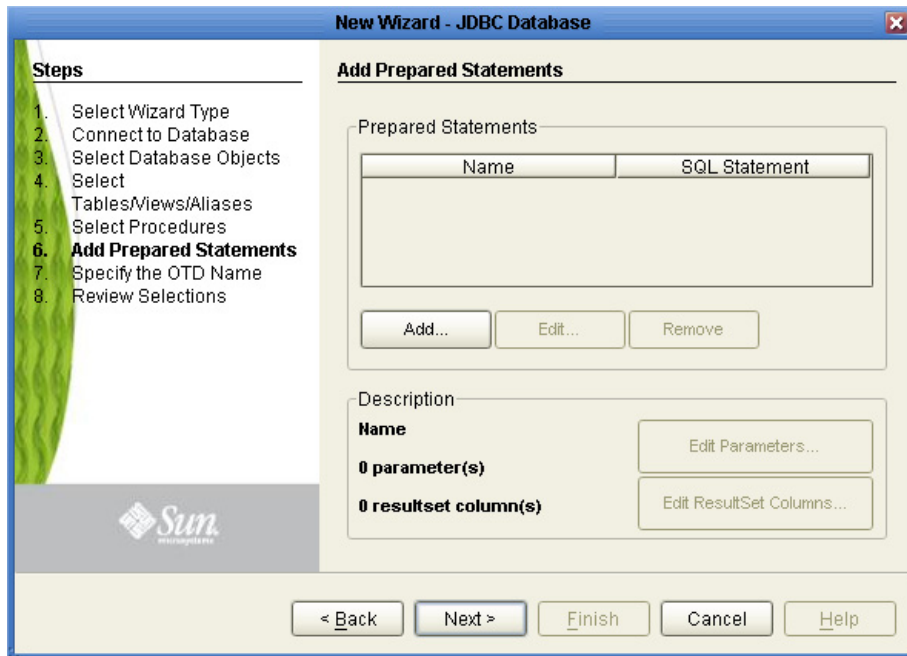 New Wizard - JDBC Database
Steps
1. Select Wizard Type
2. Connect to Database
3. Select Database Objects
4. Select
Tables/Views/Aliases
5. Select Procedures
6. Add Prepared Statements
7. Specify the OTD Name
8. Review Selections
Sun
microsystems
Add Prepared Statements
Prepared Statements
Name SQL Statement
Add... Edit... Remove
Description
Name
0 parameter(s)
0 resultset column(s)
Edit Parameters...
Edit ResultSet Columns...
< Back Next > Finish Cancel Help